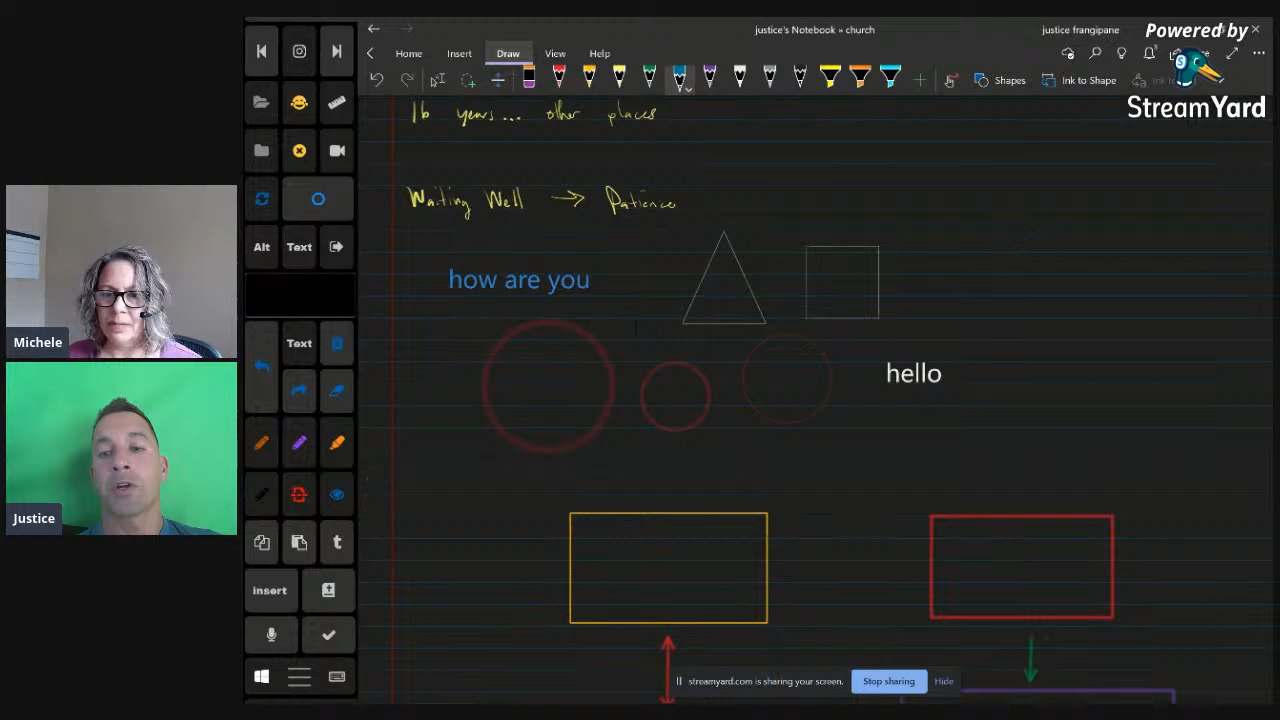 justice's Notebook » church
justice frangipane
Powered by
StreamYard
Home Insert Draw View Help
Shapes
Ink to Shape
16 years... other places
Waiting Well → Patience
how are you
hello
Michele
Justice
Alt
Text
Text
t
insert
streamyard.com is sharing your screen.
Stop sharing
Hide